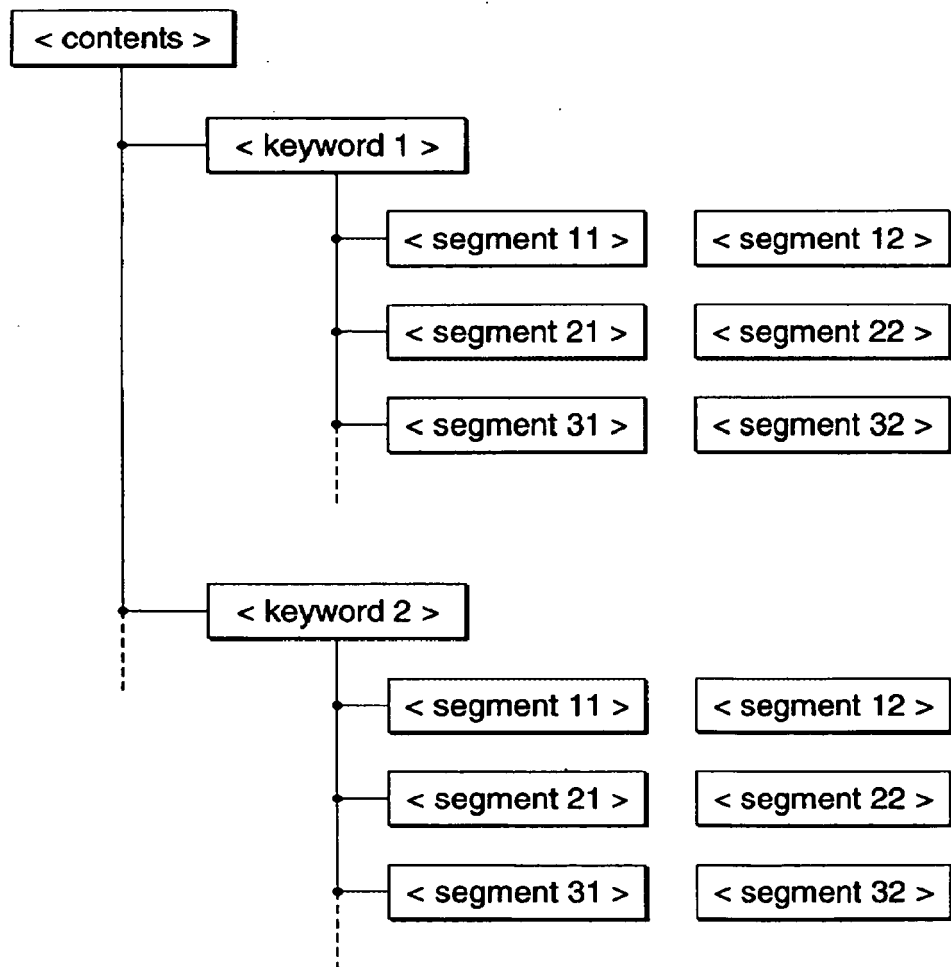 < contents >
< keyword 1 >
< segment 11 > < segment 12 >
< segment 21 > < segment 22 >
< segment 31 > < segment 32 >
< keyword 2 >
< segment 11 > < segment 12 >
< segment 21 > < segment 22 >
< segment 31 > < segment 32 >